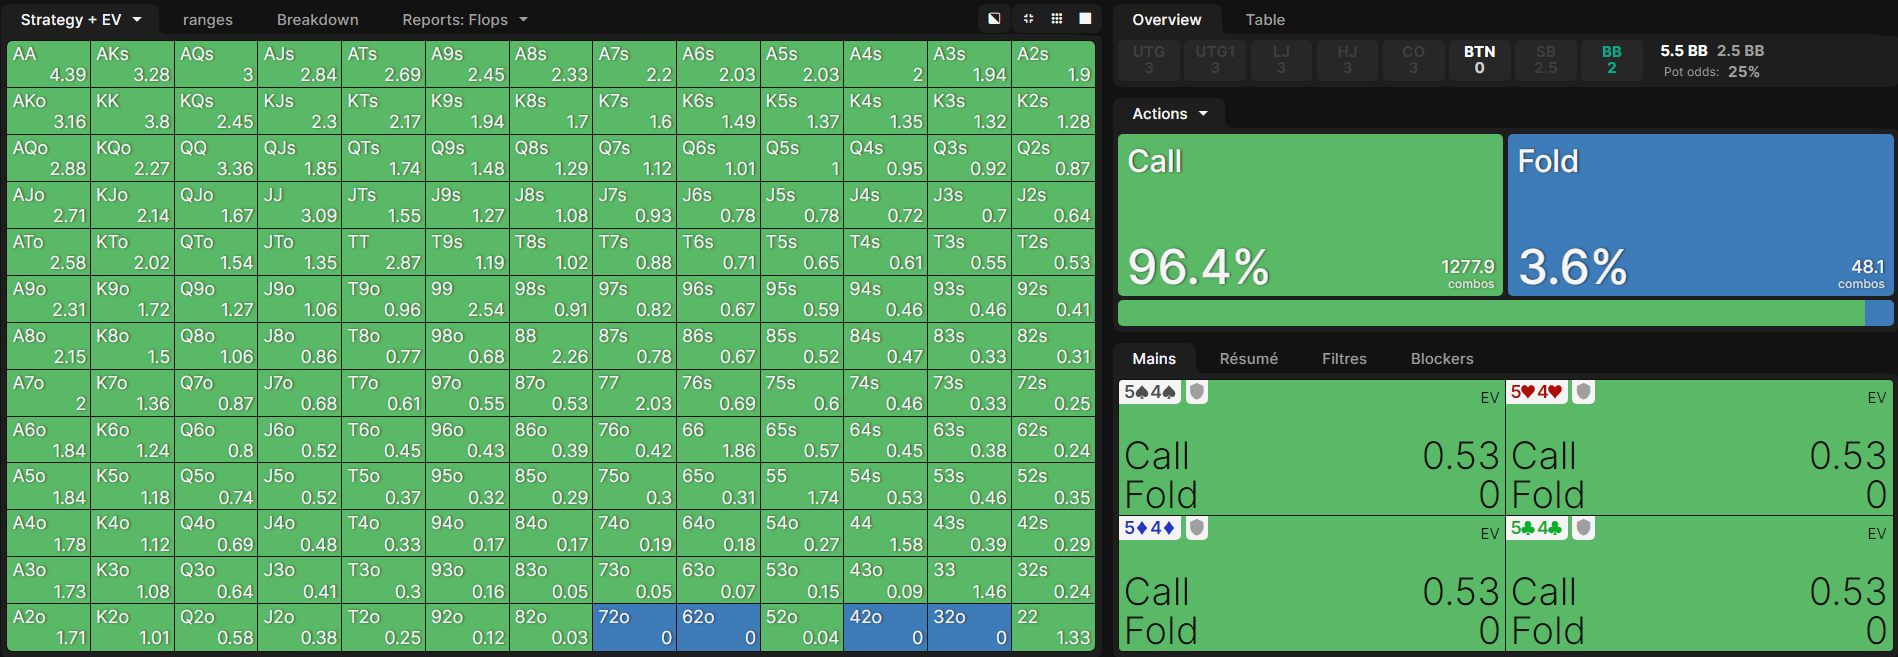 Strategy + EV ranges Breakdown Reports: Flops
AA AKs AQs AJs ATs A9s A8s A7s A6s A5s A4s A3s A2s
4.39 3.28 3 2.84 2.69 2.45 2.33 2.2 2.03 2.03 2 1.94 1.9
AKo KK KQs KJs KTs K9s K8s K7s K6s K5s K4s K3s K2s
3.16 3.8 2.45 2.3 2.17 1.94 1.7 1.6 1.49 1.37 1.35 1.32 1.28
AQo KQo QQ QJs QTs Q9s Q8s Q7s Q6s Q5s Q4s Q3s Q2s
2.88 2.27 3.36 1.85 1.74 1.48 1.29 1.12 1.01 1 0.95 0.92 0.87
AJo KJo QJo JJ JTs J9s J8s J7s J6s J5s J4s J3s J2s
2.71 2.14 1.67 3.09 1.55 1.27 1.08 0.93 0.78 0.78 0.72 0.7 0.64
ATo KTo QTo JTo TT T9s T8s T7s T6s T5s T4s T3s T2s
2.58 2.02 1.54 1.35 2.87 1.19 1.02 0.88 0.71 0.65 0.61 0.55 0.53
A9o K9o Q9o J9o T9o 99 98s 97s 96s 95s 94s 93s 92s
2.31 1.72 1.27 1.06 0.96 2.54 0.91 0.82 0.67 0.59 0.46 0.46 0.41
A8o K8o Q8o J8o T8o 98o 88 87s 86s 85s 84s 83s 82s
2.15 1.5 1.06 0.86 0.77 0.68 2.26 0.78 0.67 0.52 0.47 0.33 0.31
A7o K7o Q7o J7o T7o 97o 87o 77 76s 75s 74s 73s 72s
2 1.36 0.87 0.68 0.61 0.55 0.53 2.03 0.69 0.6 0.46 0.33 0.25
A6o K6o Q6o J6o T6o 96o 86o 76o 66 65s 64s 63s 62s
1.84 1.24 0.8 0.52 0.45 0.43 0.39 0.42 1.86 0.57 0.45 0.38 0.24
A5o K5o Q5o J5o T5o 95o 85o 75o 65o 55 54s 53s 52s
1.84 1.18 0.74 0.52 0.37 0.32 0.29 0.3 0.31 1.74 0.53 0.46 0.35
A4o K4o Q4o J4o T4o 94o 84o 74o 64o 54o 44 43s 42s
1.78 1.12 0.69 0.48 0.33 0.17 0.17 0.19 0.18 0.27 1.58 0.39 0.29
A3o K3o Q3o J3o T3o 93o 83o 73o 63o 53o 43o 33 32s
1.73 1.08 0.64 0.41 0.3 0.16 0.05 0.05 0.07 0.15 0.09 1.46 0.24
A2o K2o Q2o J2o T2o 92o 82o 72o 62o 52o 42o 32o 22
1.71 1.01 0.58 0.38 0.25 0.12 0.03 0 0 0.04 0 0 1.33
Overview Table
UTG UTG1 LJ HJ CO BTN SB BB 5.5 BB 2.5 BB
3 3 3 3 3 0 2.5 2 Pot odds: 25%
Actions
Call Fold
96.4% 1277.9 combos 3.6% 48.1 combos
Mains Résumé Filtres Blockers
5♠4♠ EV 5♥4♥ EV
Call 0.53 Call 0.53
Fold 0 Fold 0
5♦4♦ EV 5♣4♣ EV
Call 0.53 Call 0.53
Fold 0 Fold 0